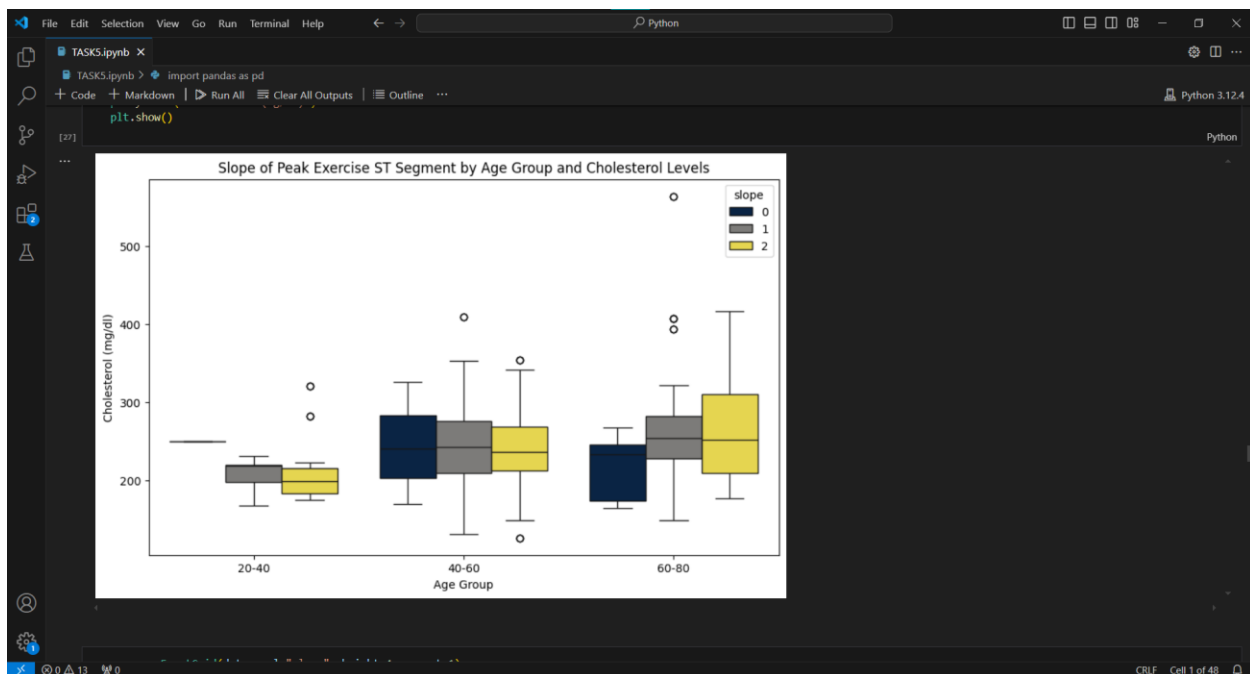 File Edit Selection View Go Run Terminal Help
Python
TASK5.ipynb
TASK5.ipynb > import pandas as pd
+ Code + Markdown | Run All Clear All Outputs | Outline ...
Python 3.12.4
plt.show()
[27]
Python
Slope of Peak Exercise ST Segment by Age Group and Cholesterol Levels
slope
0
1
2
500
400
300
200
Cholesterol (mg/dl)
20-40 40-60 60-80
Age Group
2
1
0 13 0
CRLF Cell 1 of 48